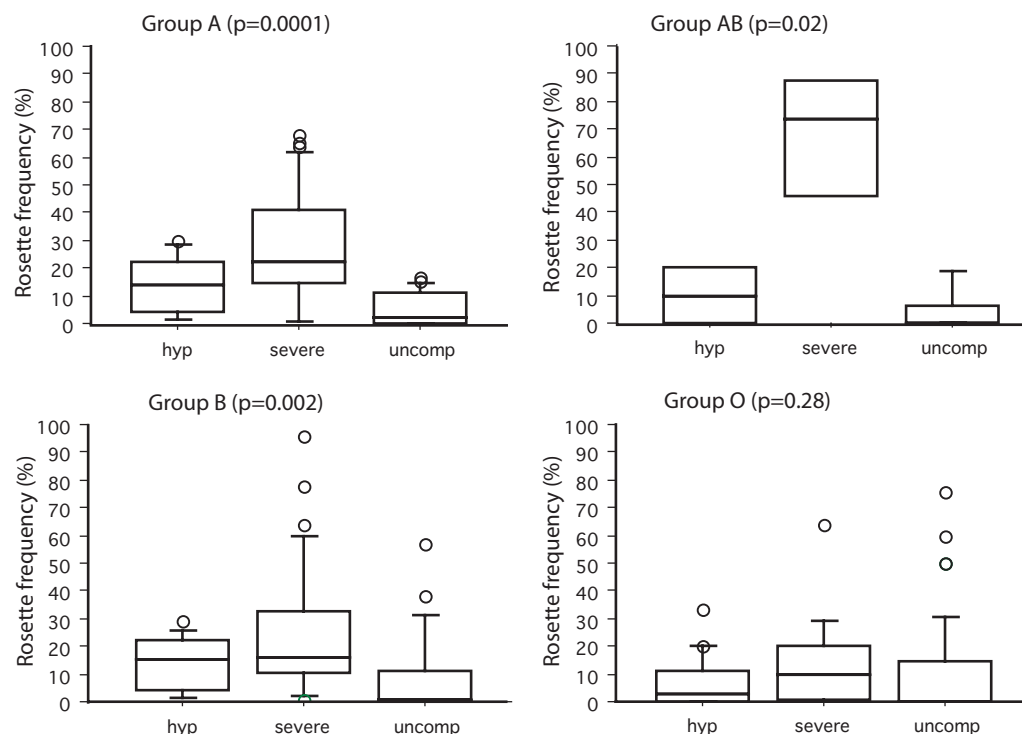 Group A (p=0.0001)
Rosette frequency (%)
100
90
80
70
60
50
40
30
20
10
0
hyp
severe
uncomp
Group AB (p=0.02)
Rosette frequency (%)
100
90
80
70
60
50
40
30
20
10
0
hyp
severe
uncomp
Group B (p=0.002)
Rosette frequency (%)
100
90
80
70
60
50
40
30
20
10
0
hyp
severe
uncomp
Group O (p=0.28)
Rosette frequency (%)
100
90
80
70
60
50
40
30
20
10
0
hyp
severe
uncomp